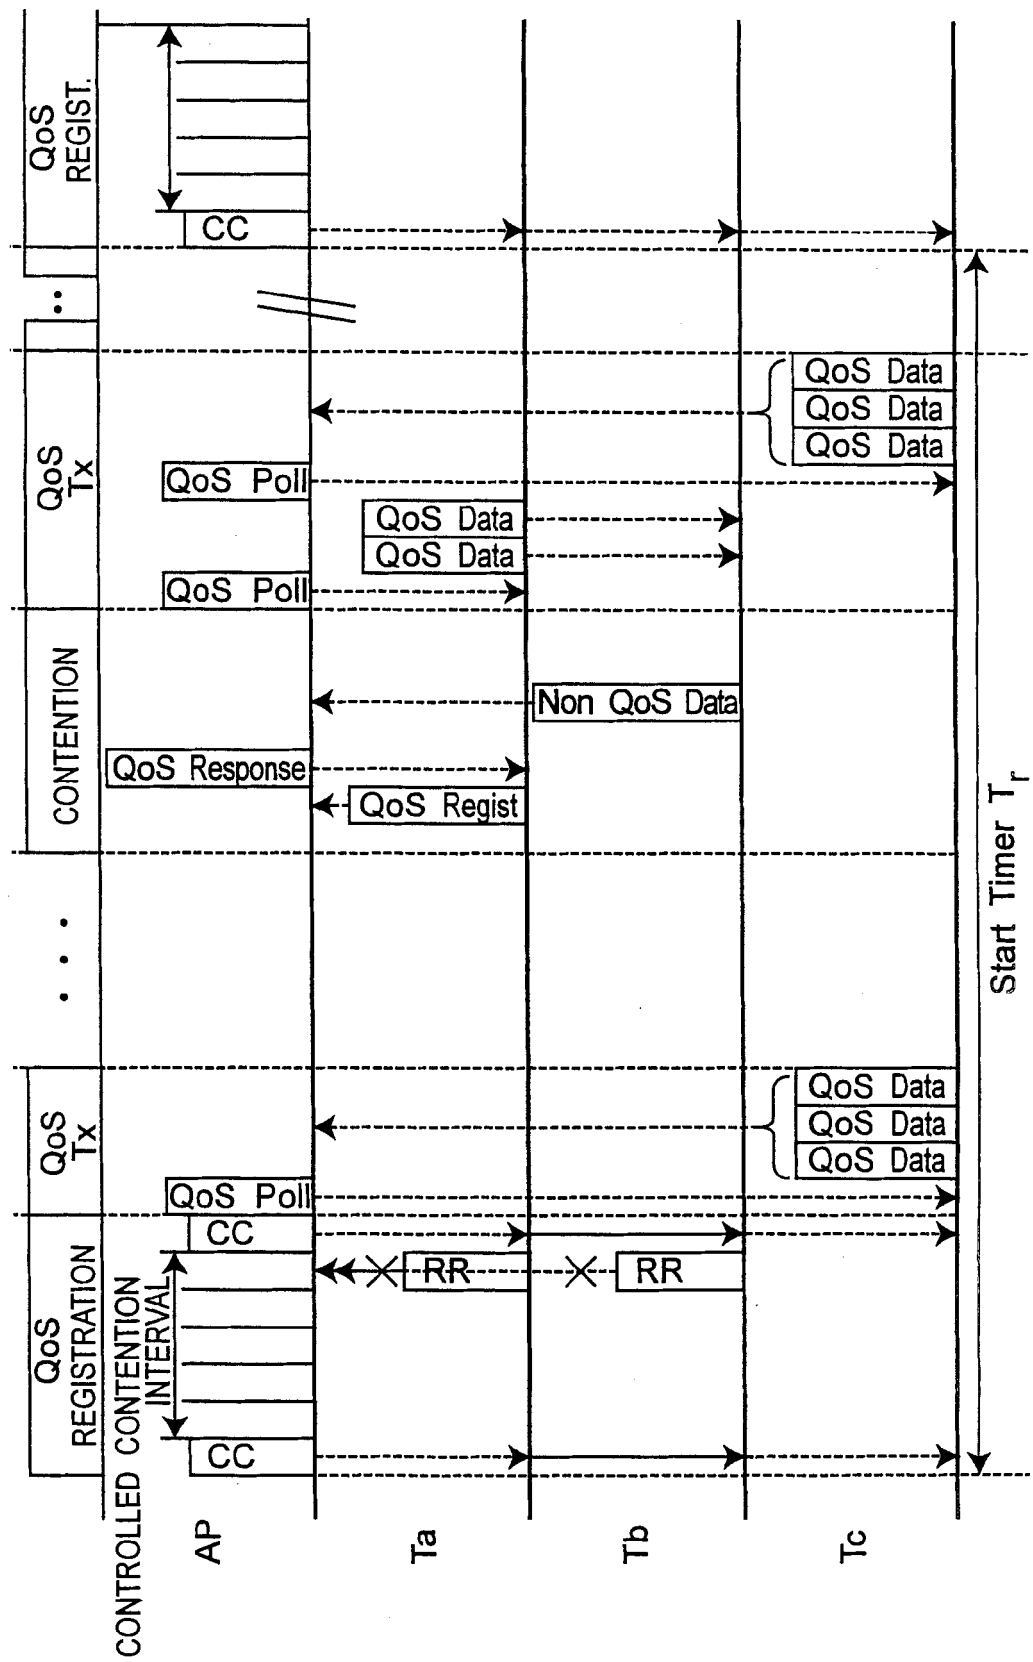 QoS
REGISTRATION
QoS
Tx
. . .
CONTENTION
QoS
Tx
..
QoS
REGIST.
CONTROLLED CONTENTION
INTERVAL
AP
CC
CC
QoS Poll
QoS Response
QoS Poll
QoS Poll
CC
Ta
RR
QoS Regist
QoS Data
QoS Data
Tb
RR
Non QoS Data
Tc
QoS Data
QoS Data
QoS Data
QoS Data
QoS Data
QoS Data
Start Timer Tr